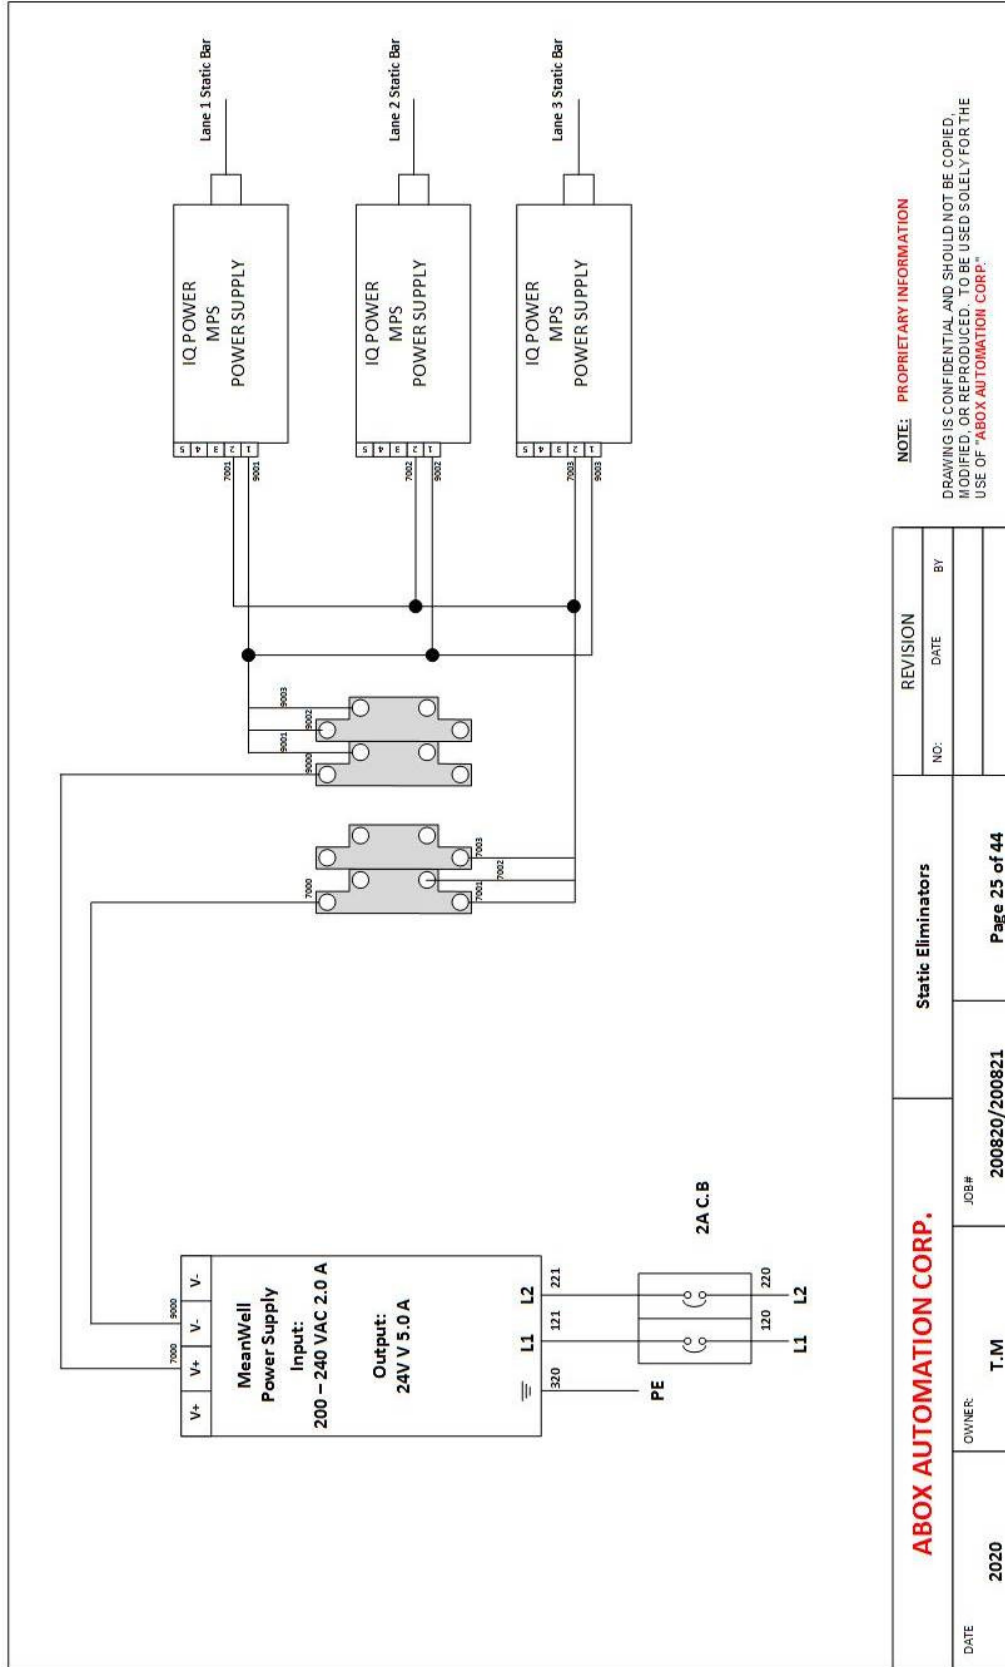 Lane 1 Static Bar
Lane 2 Static Bar
Lane 3 Static Bar
IQ POWER
MPS
POWER SUPPLY
5 4 3 2 1
7001
9001
IQ POWER
MPS
POWER SUPPLY
5 4 3 2 1
7002
9002
IQ POWER
MPS
POWER SUPPLY
5 4 3 2 1
7003
9003
9000
9001
9002
9003
7000
7001
7002
7003
7000
9000
V+
V+
V-
V-
MeanWell
Power Supply
Input:
200 – 240 VAC 2.0 A
Output:
24V V 5.0 A
L1
L2
320
121
221
PE
2A C.B
120
220
L1
L2
NOTE: PROPRIETARY INFORMATION
DRAWING IS CONFIDENTIAL AND SHOULD NOT BE COPIED,
MODIFIED, OR REPRODUCED. TO BE USED SOLELY FOR THE
USE OF "ABOX AUTOMATION CORP."
ABOX AUTOMATION CORP.
Static Eliminators
REVISION
NO:
DATE
BY
DATE
2020
OWNER:
T.M
JOB#
200820/200821
Page 25 of 44